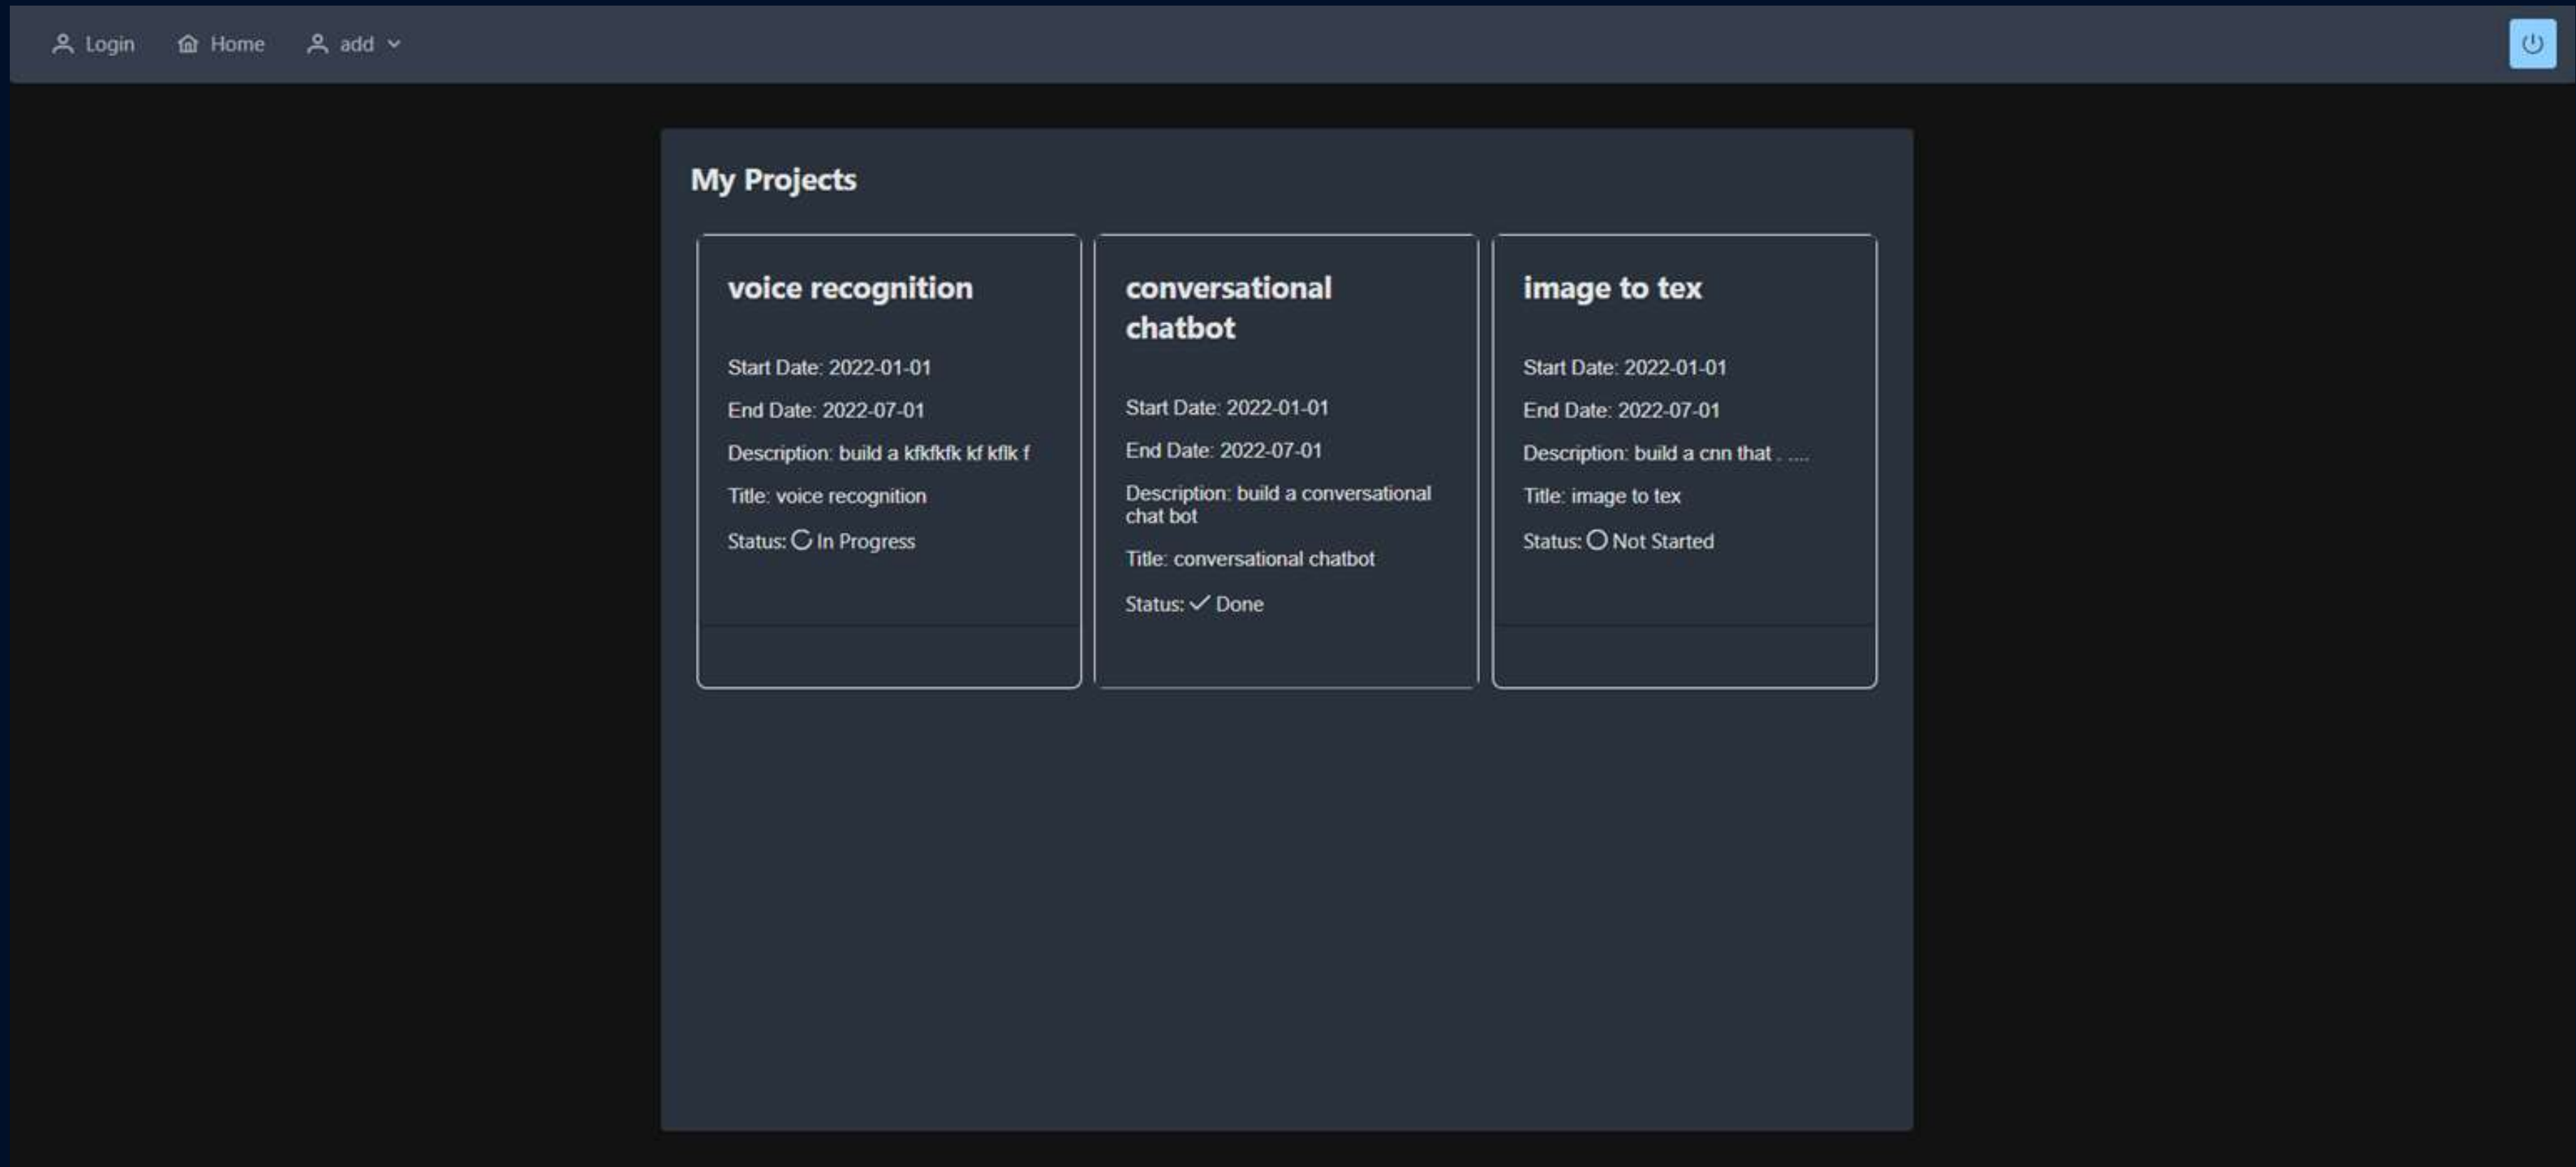 Login Home add
My Projects
voice recognition
Start Date: 2022-01-01
End Date: 2022-07-01
Description: build a kfkfkfk kf kflk f
Title: voice recognition
Status: In Progress
conversational
chatbot
Start Date: 2022-01-01
End Date: 2022-07-01
Description: build a conversational
chat bot
Title: conversational chatbot
Status: Done
image to tex
Start Date: 2022-01-01
End Date: 2022-07-01
Description: build a cnn that . ....
Title: image to tex
Status: Not Started